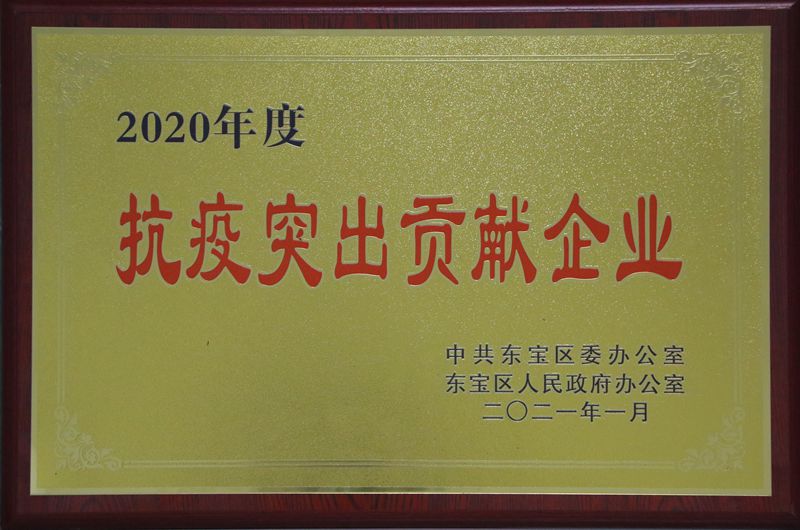 2020年度
抗疫突出贡献企业
中共东宝区委办公室
东宝区人民政府办公室
二〇二一年一月